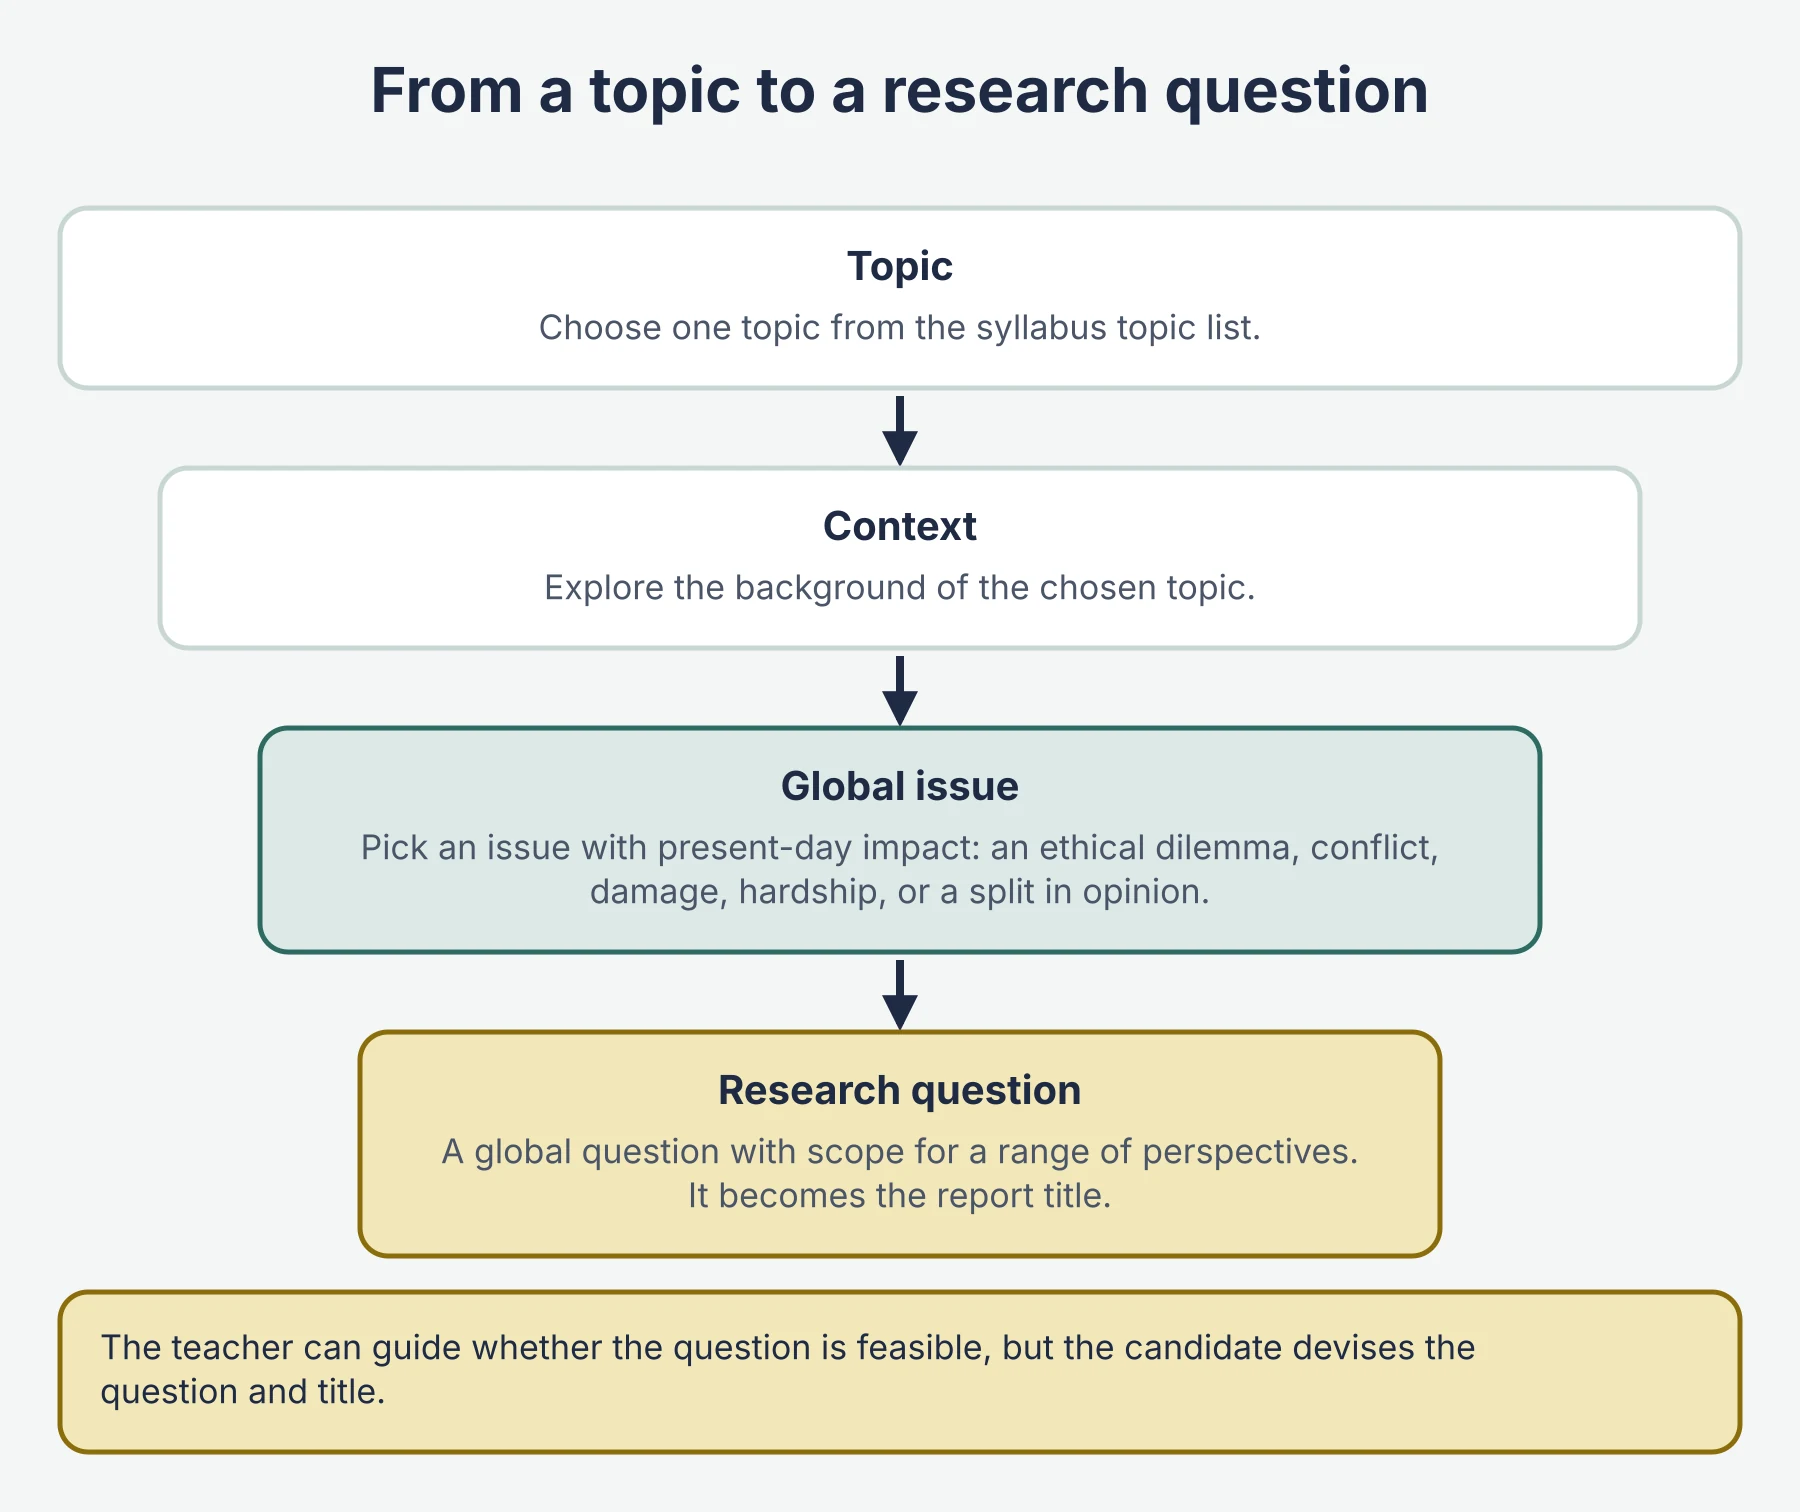 From a topic to a research question
Topic
Choose one topic from the syllabus topic list.
Context
Explore the background of the chosen topic.
Global issue
Pick an issue with present-day impact: an ethical dilemma, conflict,
damage, hardship, or a split in opinion.
Research question
A global question with scope for a range of perspectives.
It becomes the report title.
The teacher can guide whether the question is feasible, but the candidate devises the
question and title.